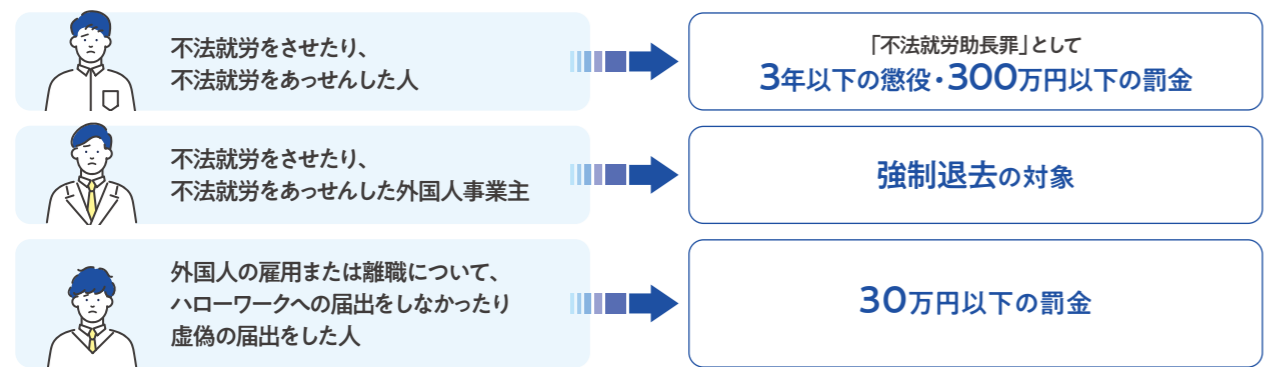 不法就労をさせたり、
不法就労をあっせんした人
「不法就労助長罪」として
3年以下の懲役・300万円以下の罰金
不法就労をさせたり、
不法就労をあっせんした外国人事業主
強制退去の対象
外国人の雇用または離職について、
ハローワークへの届出をしなかったり
虚偽の届出をした人
30万円以下の罰金